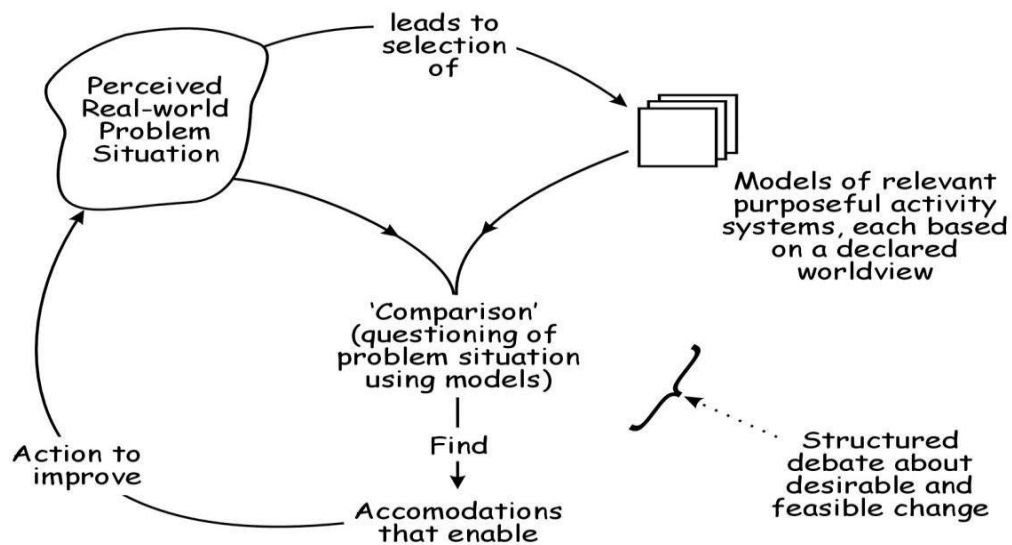 leads to
selection
of
Perceived
Real-world
Problem
Situation
Models of relevant
purposeful activity
systems, each based
on a declared
worldview
‘Comparison’
(questioning of
problem situation
using models)
Find
Accomodations
that enable
Action to
improve
Structured
debate about
desirable and
feasible change